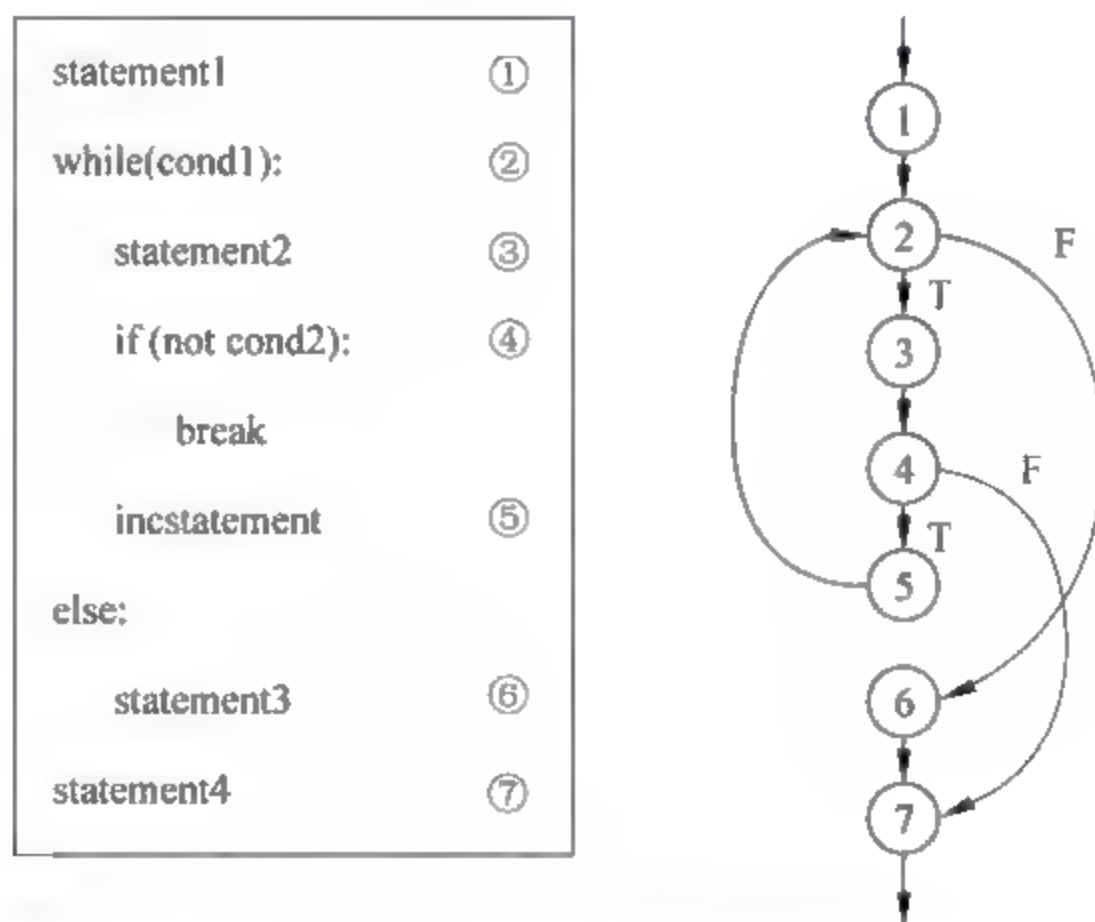 statement1 ①
while(cond1): ②
statement2 ③
if (not cond2): ④
break
incstatement ⑤
else:
statement3 ⑥
statement4 ⑦
1
2
F
T
3
4
F
T
5
6
7